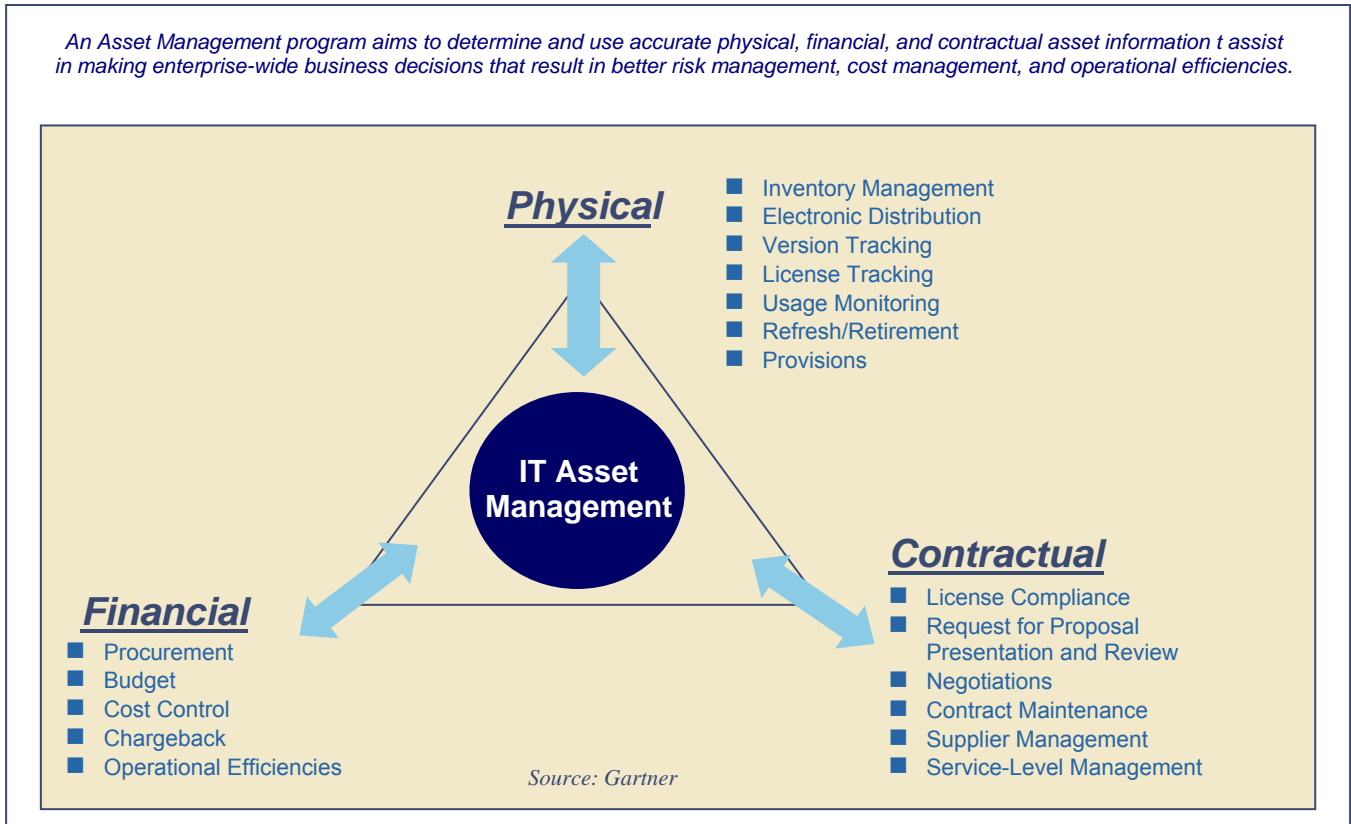 An Asset Management program aims to determine and use accurate physical, financial, and contractual asset information t assist
in making enterprise-wide business decisions that result in better risk management, cost management, and operational efficiencies.
Physical
Inventory Management
Electronic Distribution
Version Tracking
License Tracking
Usage Monitoring
Refresh/Retirement
Provisions
IT Asset
Management
Financial
Procurement
Budget
Cost Control
Chargeback
Operational Efficiencies
Contractual
License Compliance
Request for Proposal
Presentation and Review
Negotiations
Contract Maintenance
Supplier Management
Service-Level Management
Source: Gartner